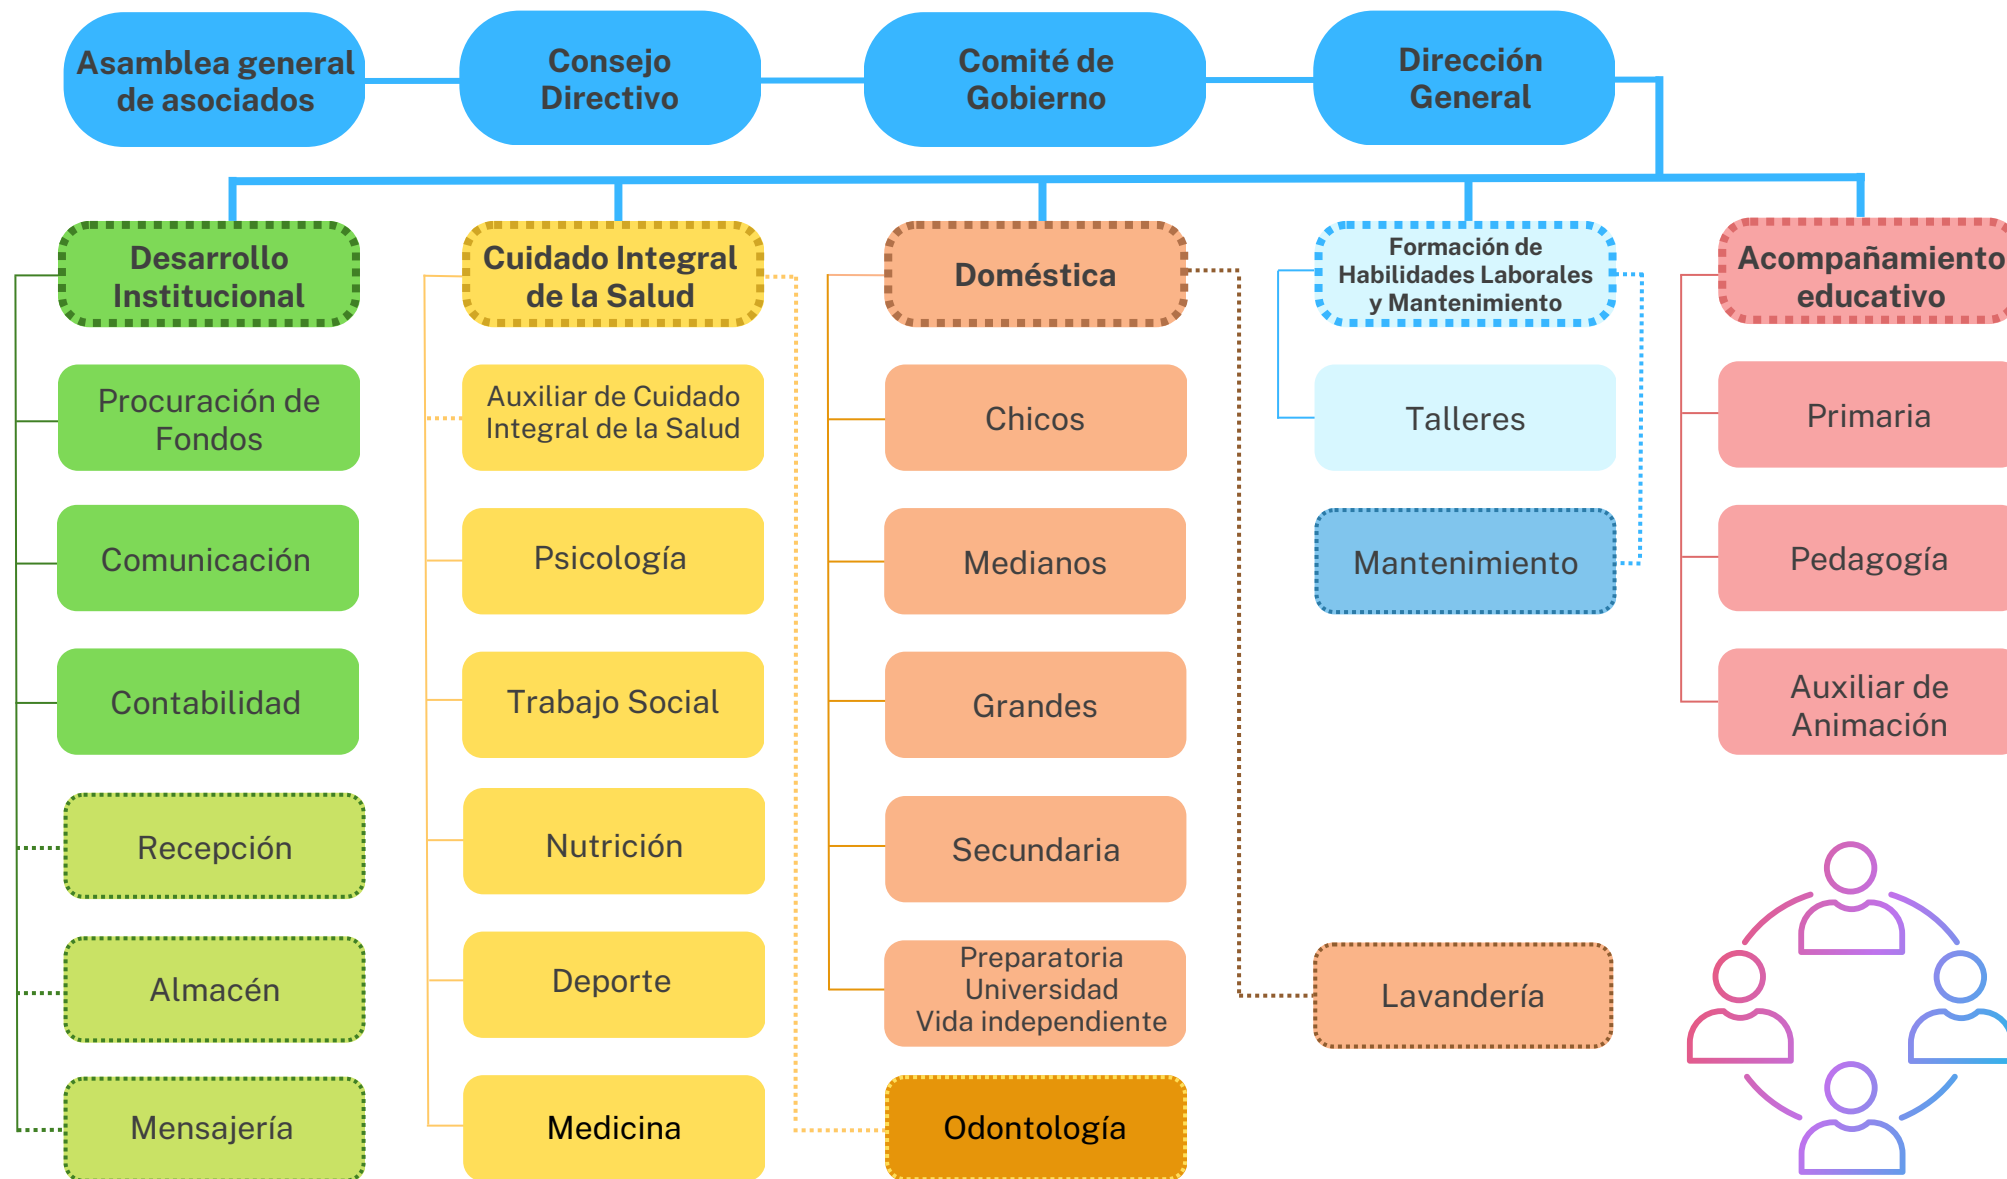 Asamblea general
de asociados
Consejo
Directivo
Comité de
Gobierno
Dirección
General
Desarrollo
Institucional
Procuración de
Fondos
Comunicación
Contabilidad
Recepción
Almacén
Mensajería
Cuidado Integral
de la Salud
Auxiliar de Cuidado
Integral de la Salud
Psicología
Trabajo Social
Nutrición
Deporte
Medicina
Odontología
Doméstica
Chicos
Medianos
Grandes
Secundaria
Preparatoria
Universidad
Vida independiente
Lavandería
Formación de
Habilidades Laborales
y Mantenimiento
Talleres
Mantenimiento
Acompañamiento
educativo
Primaria
Pedagogía
Auxiliar de
Animación